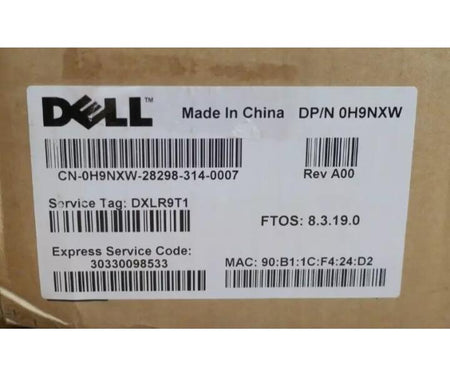 DELL™ Made In China DP/N 0H9NXW
CN-0H9NXW-28298-314-0007 Rev A00
Service Tag: DXLR9T1
FTOS: 8.3.19.0
Express Service Code:
30330098533 MAC: 90:B1:1C:F4:24:D2